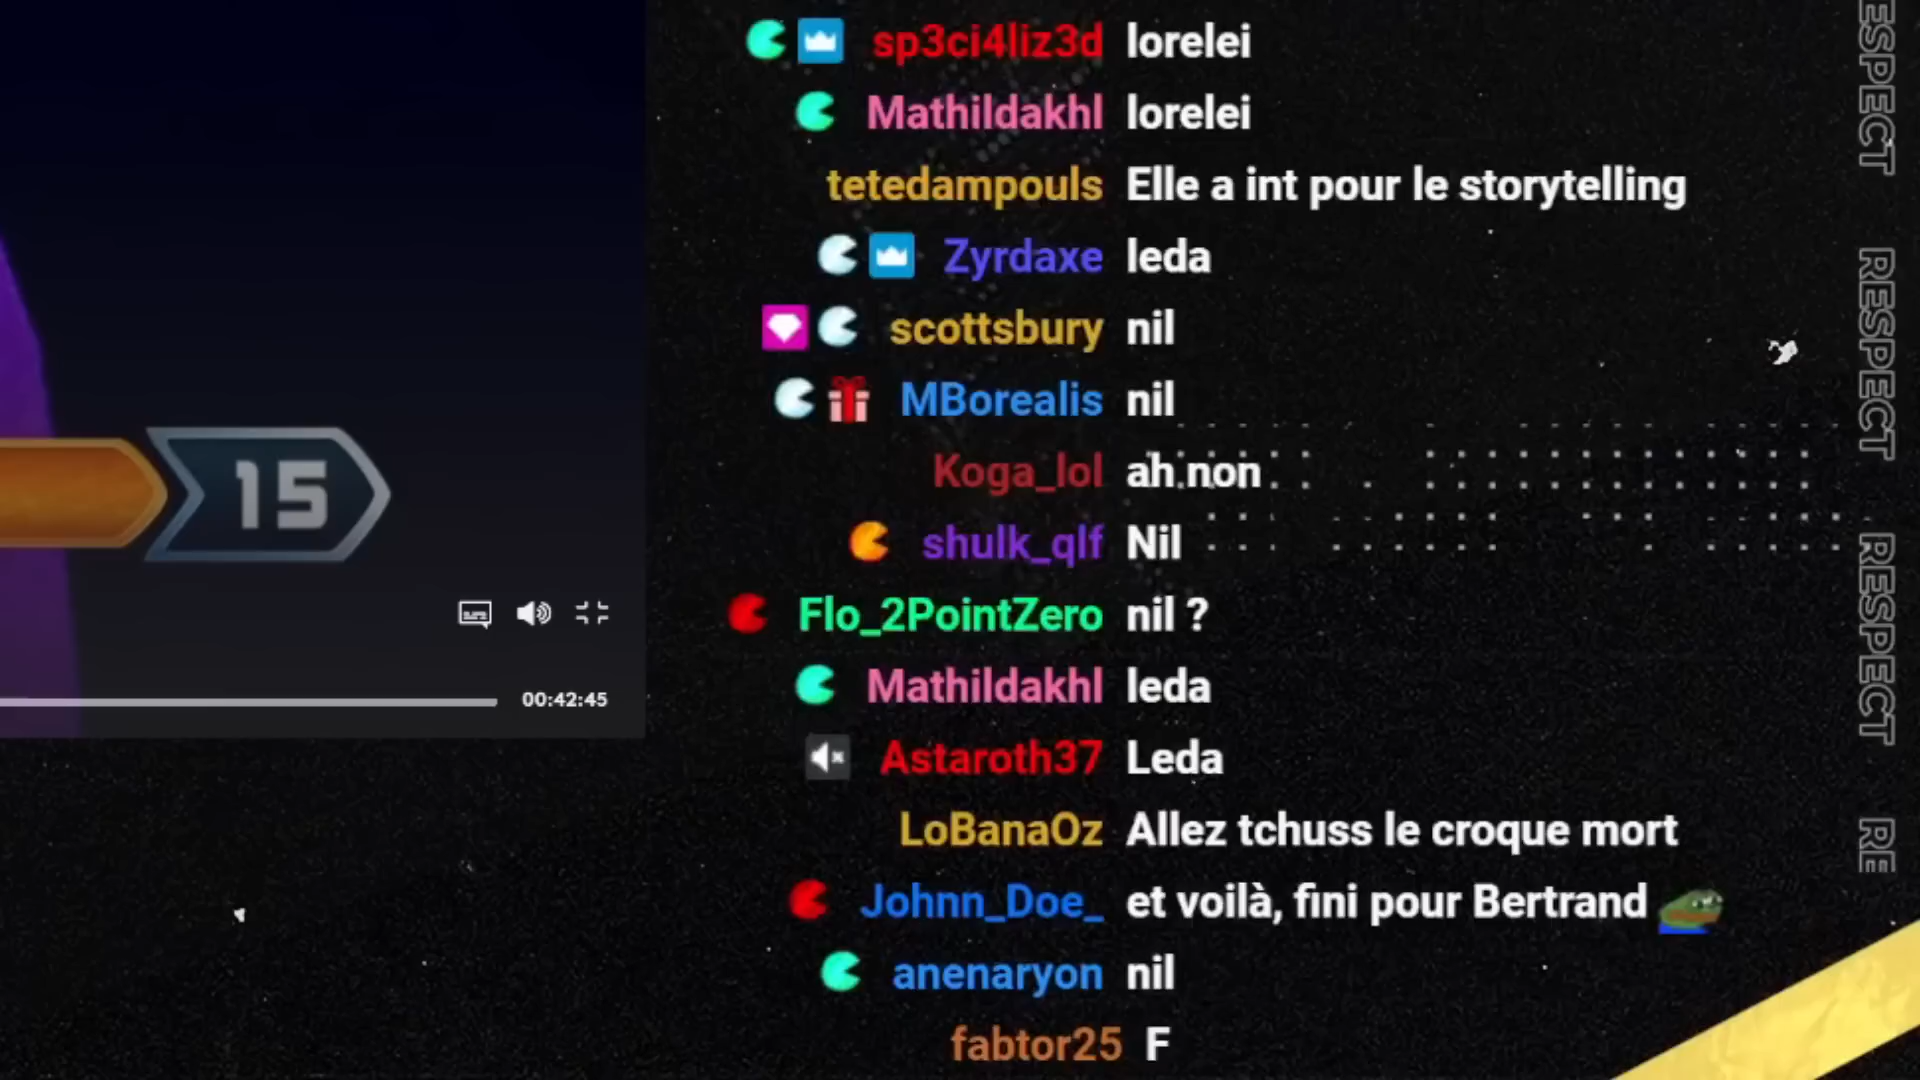 sp3ci4liz3d lorelei
Mathildakhl lorelei
tetedampouls Elle a int pour le storytelling
Zyrdaxe leda
scottsbury nil
MBorealis nil
Koga_lol ah non
shulk_qlf Nil
Flo_2PointZero nil ?
Mathildakhl leda
Astaroth37 Leda
LoBanaOz Allez tchuss le croque mort
Johnn_Doe_ et voilà, fini pour Bertrand
anenaryon nil
fabtor25 F
15
00:42:45
ESPECT
RESPECT
RESPECT
RE